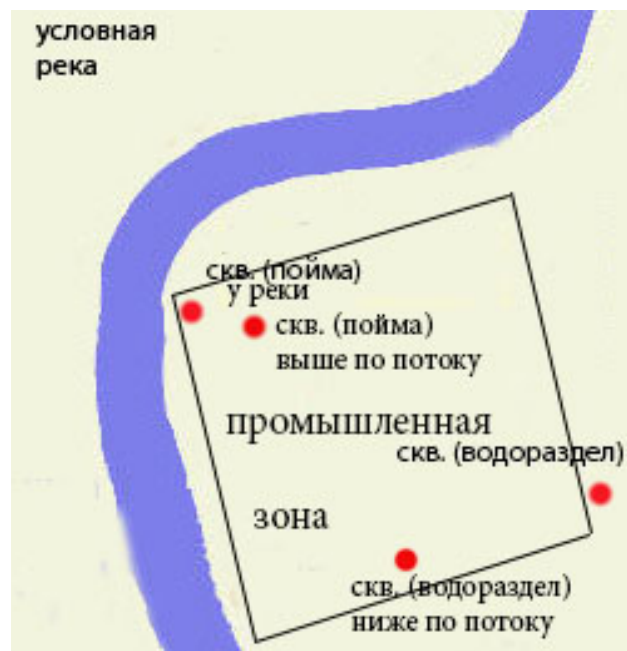 условная
река
скв. (пойма)
у реки
скв. (пойма)
выше по потоку
промышленная
скв. (водораздел)
зона
скв. (водораздел)
ниже по потоку